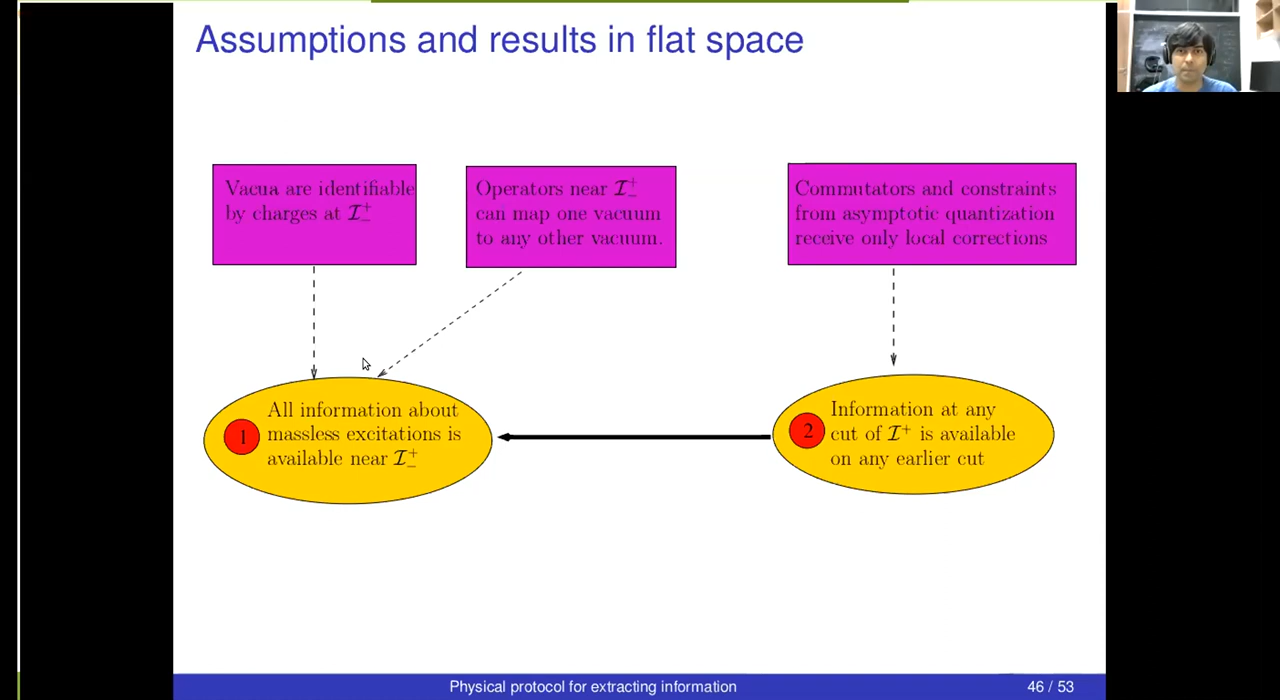 Assumptions and results in flat space
Vacua are identifiable
by charges at ℐ⁺₋
Operators near ℐ⁺₋
can map one vacuum
to any other vacuum.
Commutators and constraints
from asymptotic quantization
receive only local corrections
1
All information about
massless excitations is
available near ℐ⁺₋
2
Information at any
cut of ℐ⁺ is available
on any earlier cut
Physical protocol for extracting information
46 / 53